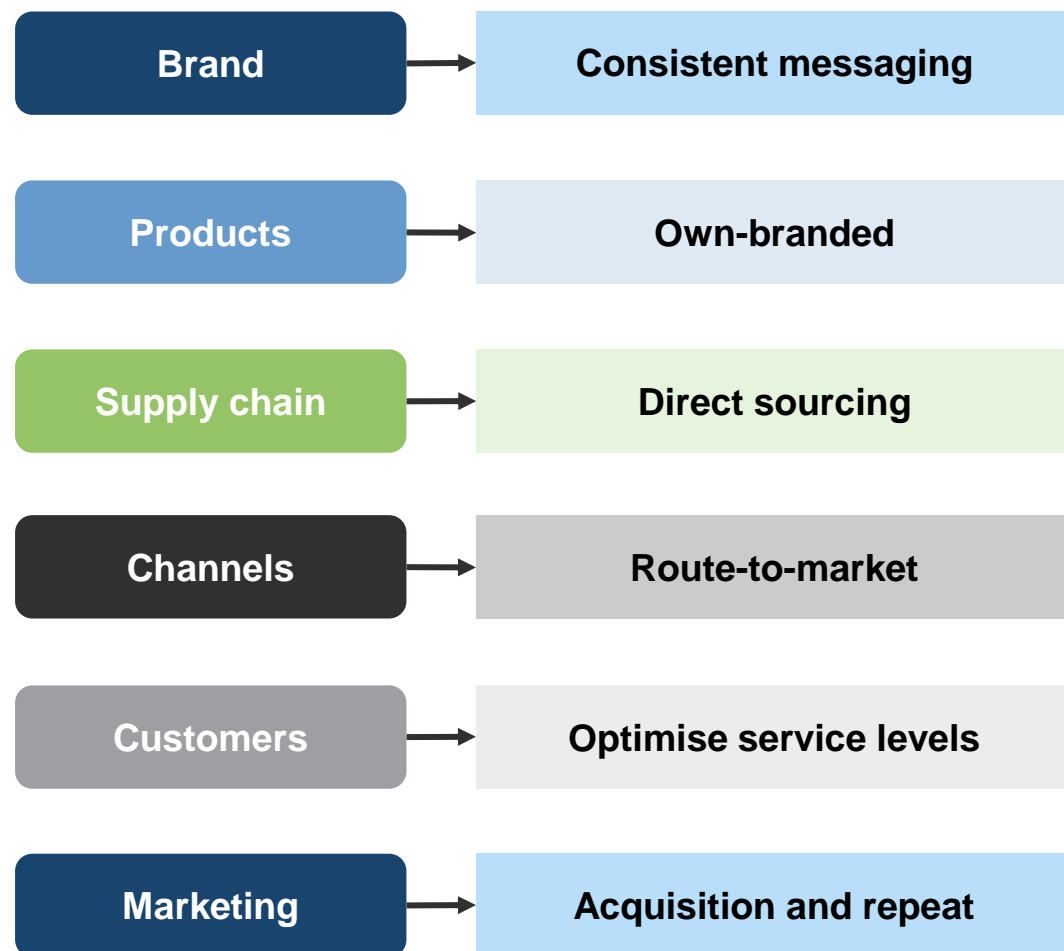 Brand
Consistent messaging
Products
Own-branded
Supply chain
Direct sourcing
Channels
Route-to-market
Customers
Optimise service levels
Marketing
Acquisition and repeat